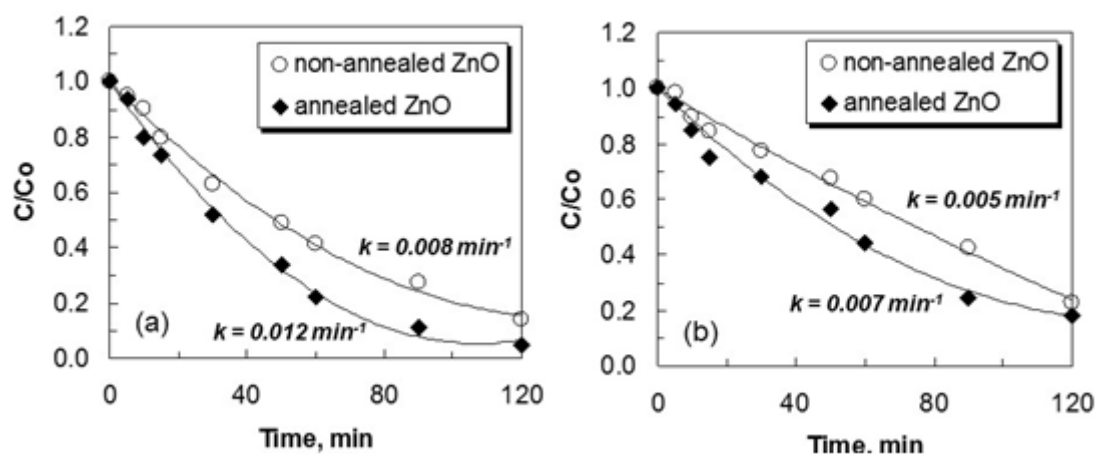 1.2
1.0
0.8
0.6
0.4
0.2
0.0
C/Co
non-annealed ZnO
annealed ZnO
k = 0.008 min-1
k = 0.012 min-1
(a)
0
40
80
120
Time, min
1.2
1.0
0.8
0.6
0.4
0.2
0.0
C/Co
non-annealed ZnO
annealed ZnO
k = 0.005 min-1
k = 0.007 min-1
(b)
0
40
80
120
Time, min